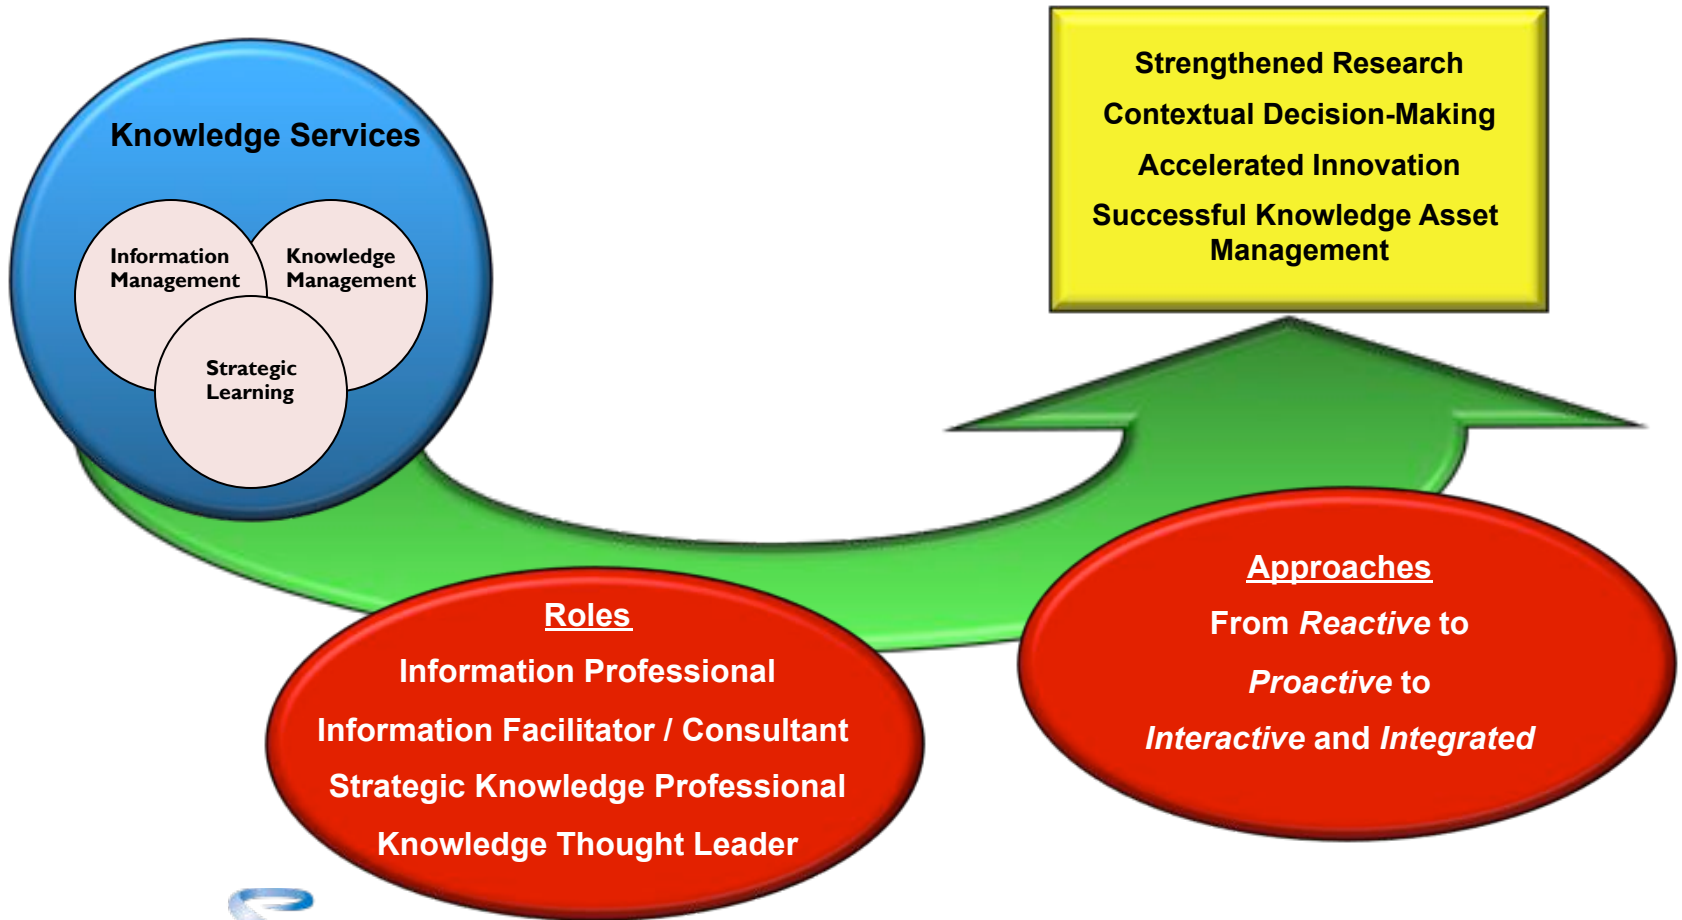 Knowledge Services
Information
Management
Knowledge
Management
Strategic
Learning
Strengthened Research
Contextual Decision-Making
Accelerated Innovation
Successful Knowledge Asset
Management
Roles
Information Professional
Information Facilitator / Consultant
Strategic Knowledge Professional
Knowledge Thought Leader
Approaches
From Reactive to
Proactive to
Interactive and Integrated